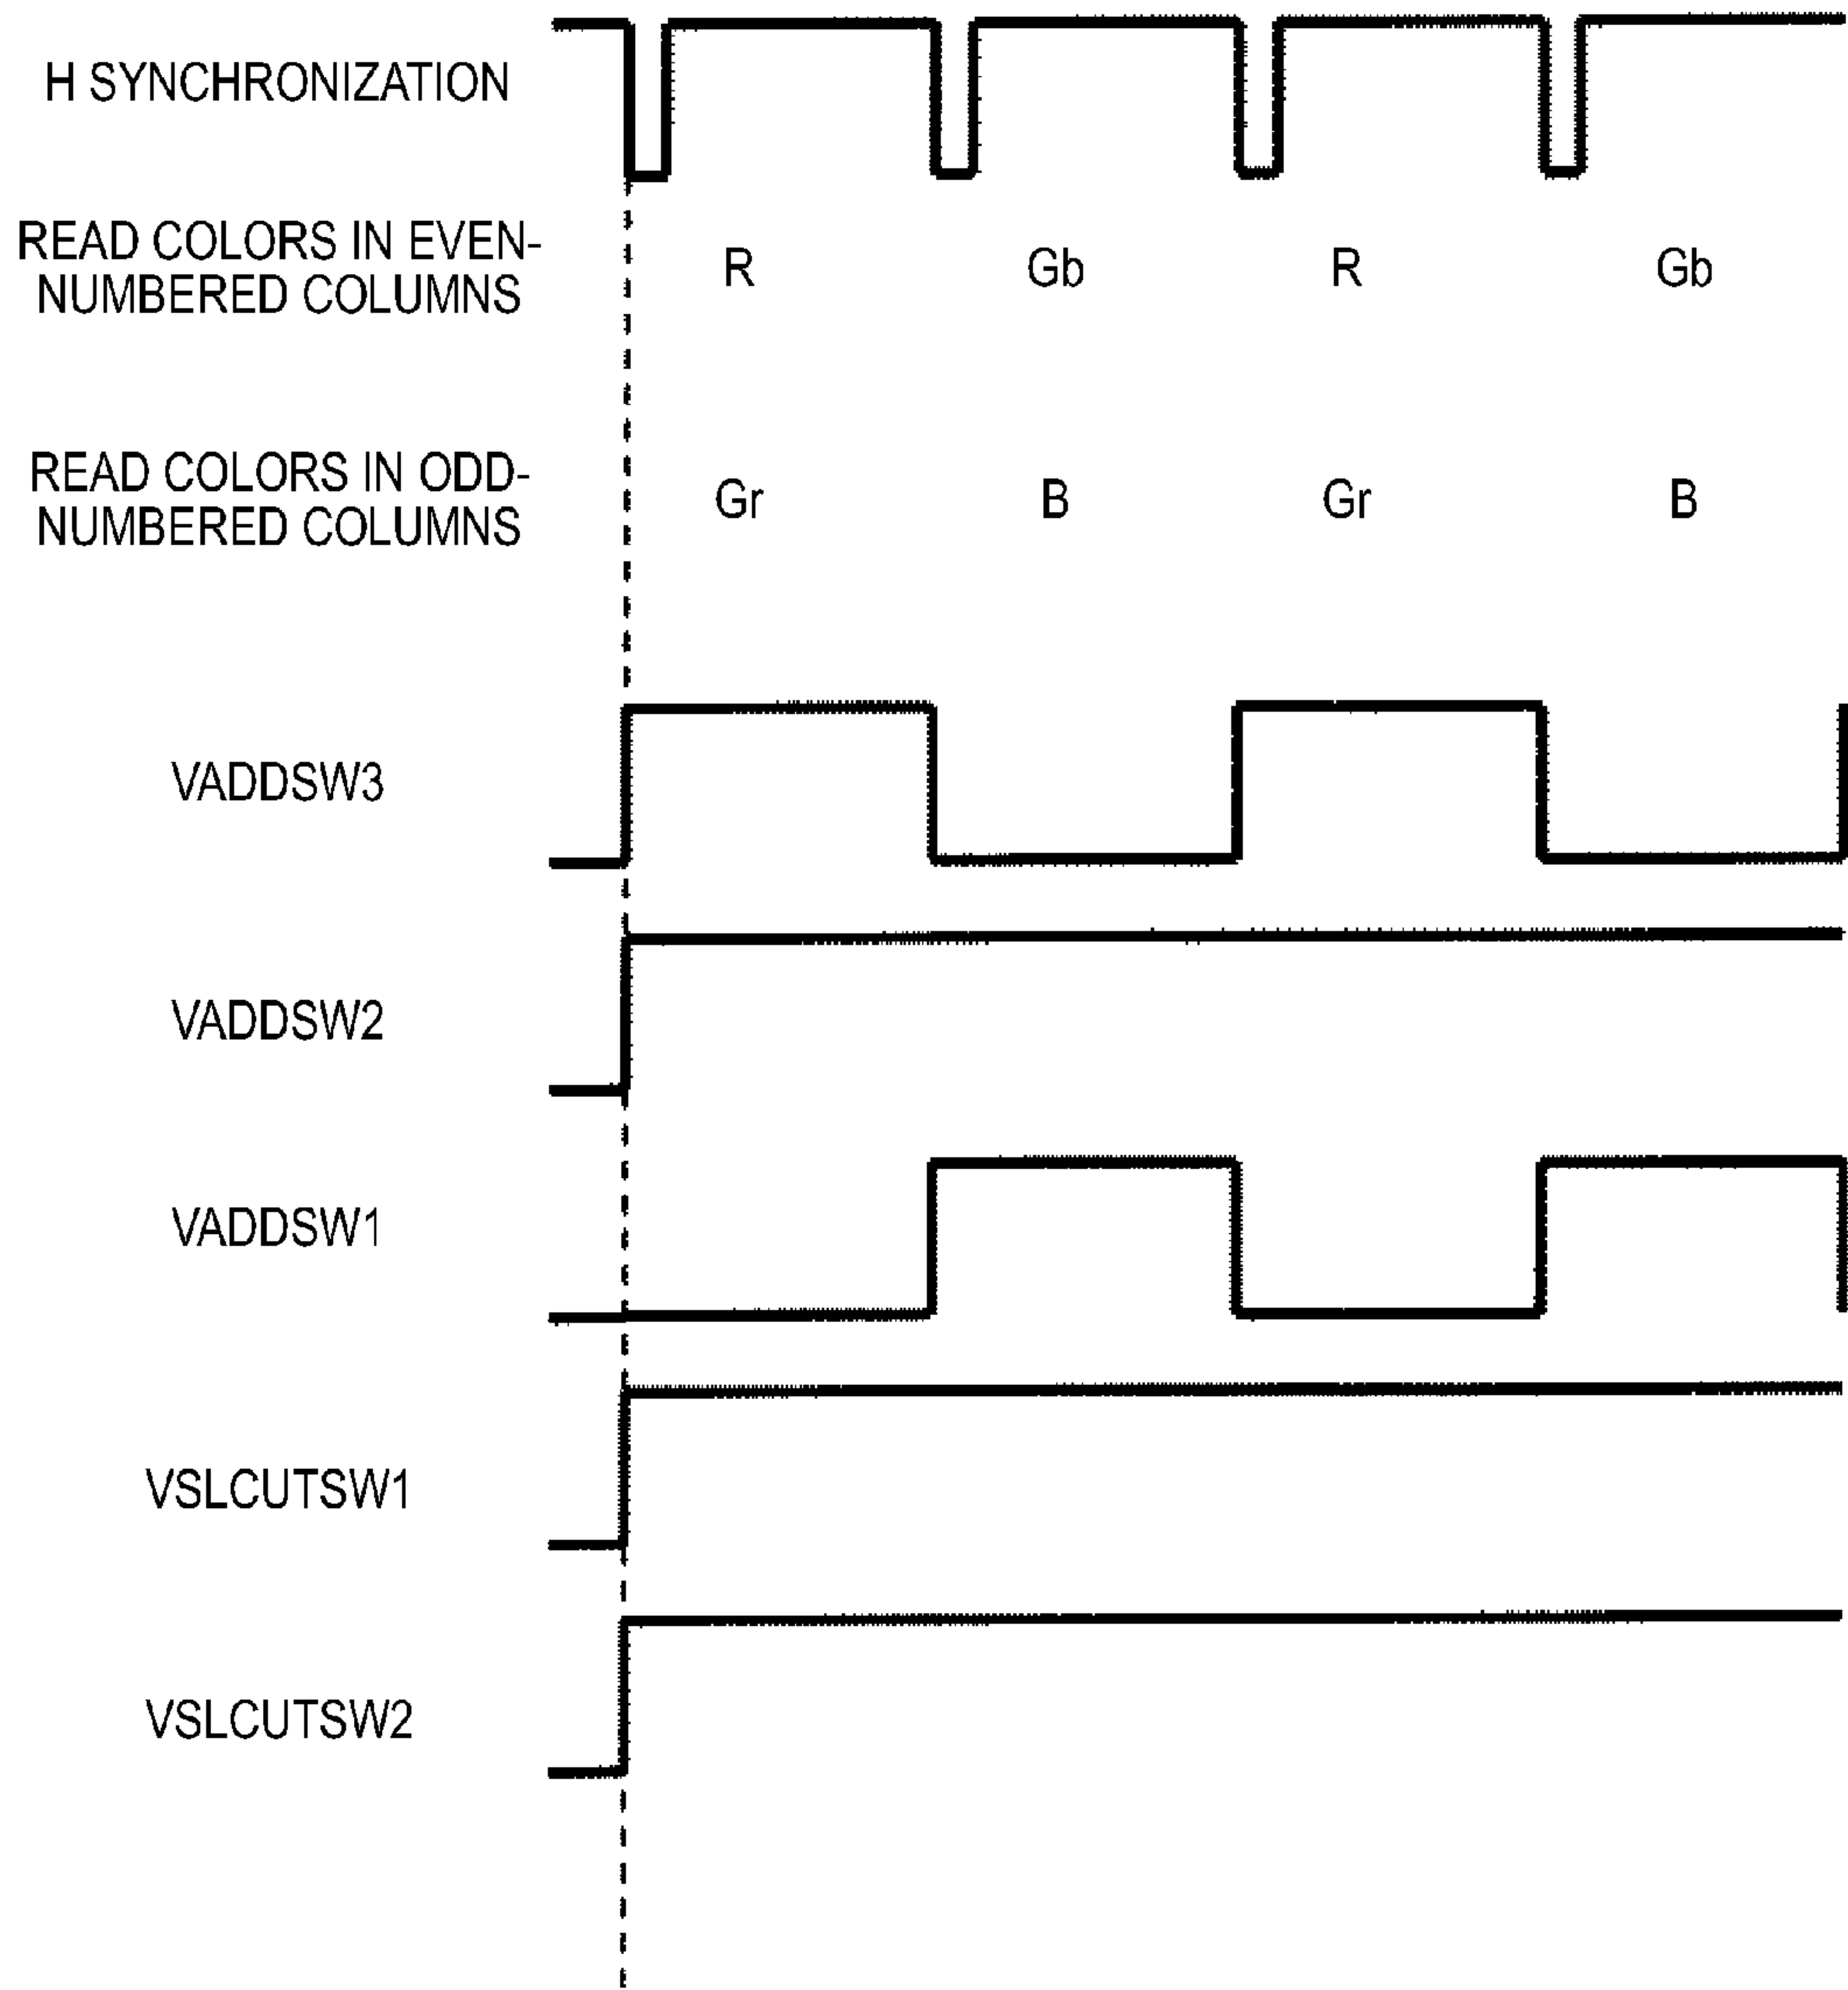 H SYNCHRONIZATION
READ COLORS IN EVEN-
NUMBERED COLUMNS
R Gb R Gb
READ COLORS IN ODD-
NUMBERED COLUMNS
Gr B Gr B
VADDSW3
VADDSW2
VADDSW1
VSLCUTSW1
VSLCUTSW2